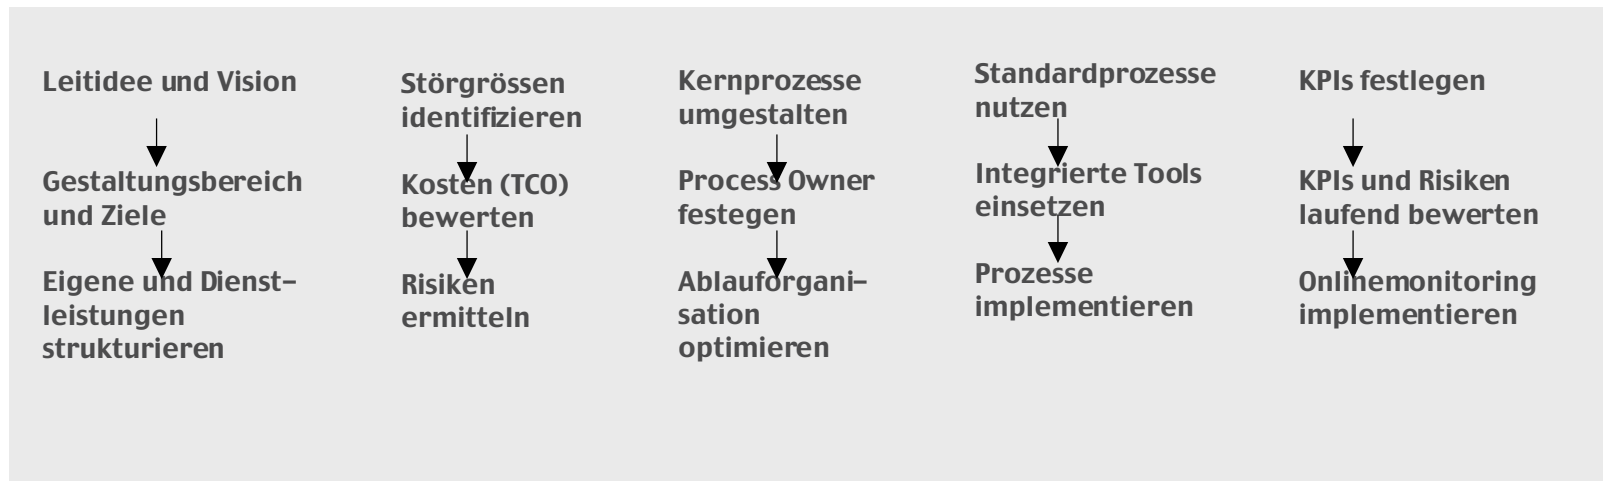 Leitidee und Vision
Gestaltungsbereich
und Ziele
Eigene und Dienst-
leistungen
strukturieren
Störgrössen
identifizieren
Kosten (TCO)
bewerten
Risiken
ermitteln
Kernprozesse
umgestalten
Process Owner
festegen
Ablauforgani-
sation
optimieren
Standardprozesse
nutzen
Integrierte Tools
einsetzen
Prozesse
implementieren
KPIs festlegen
KPIs und Risiken
laufend bewerten
Onlinemonitoring
implementieren